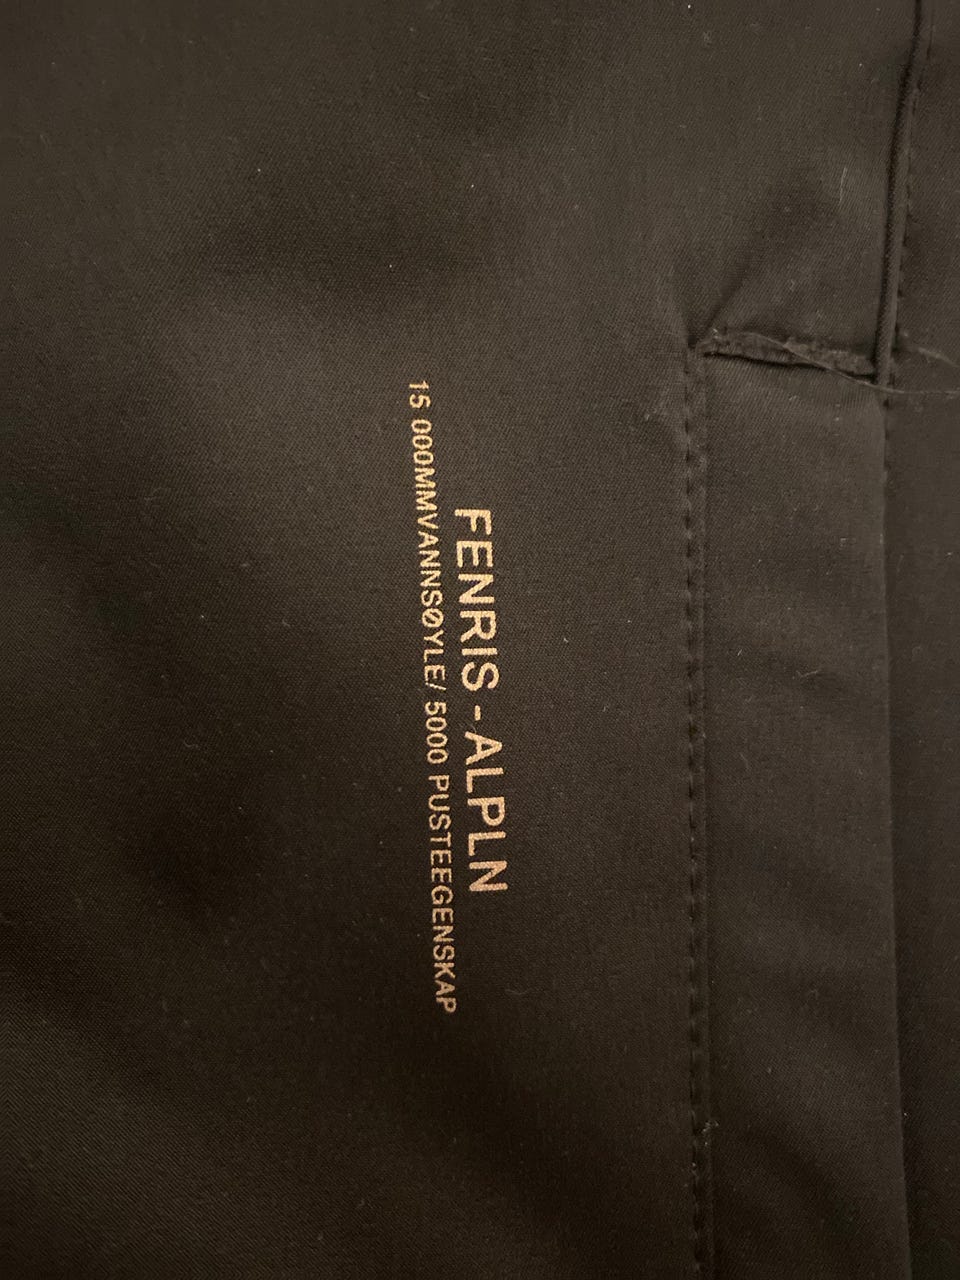 FENRIS -ALPLN
15 000MMVANNSØYLE/ 5000 PUSTEEGENSKAP